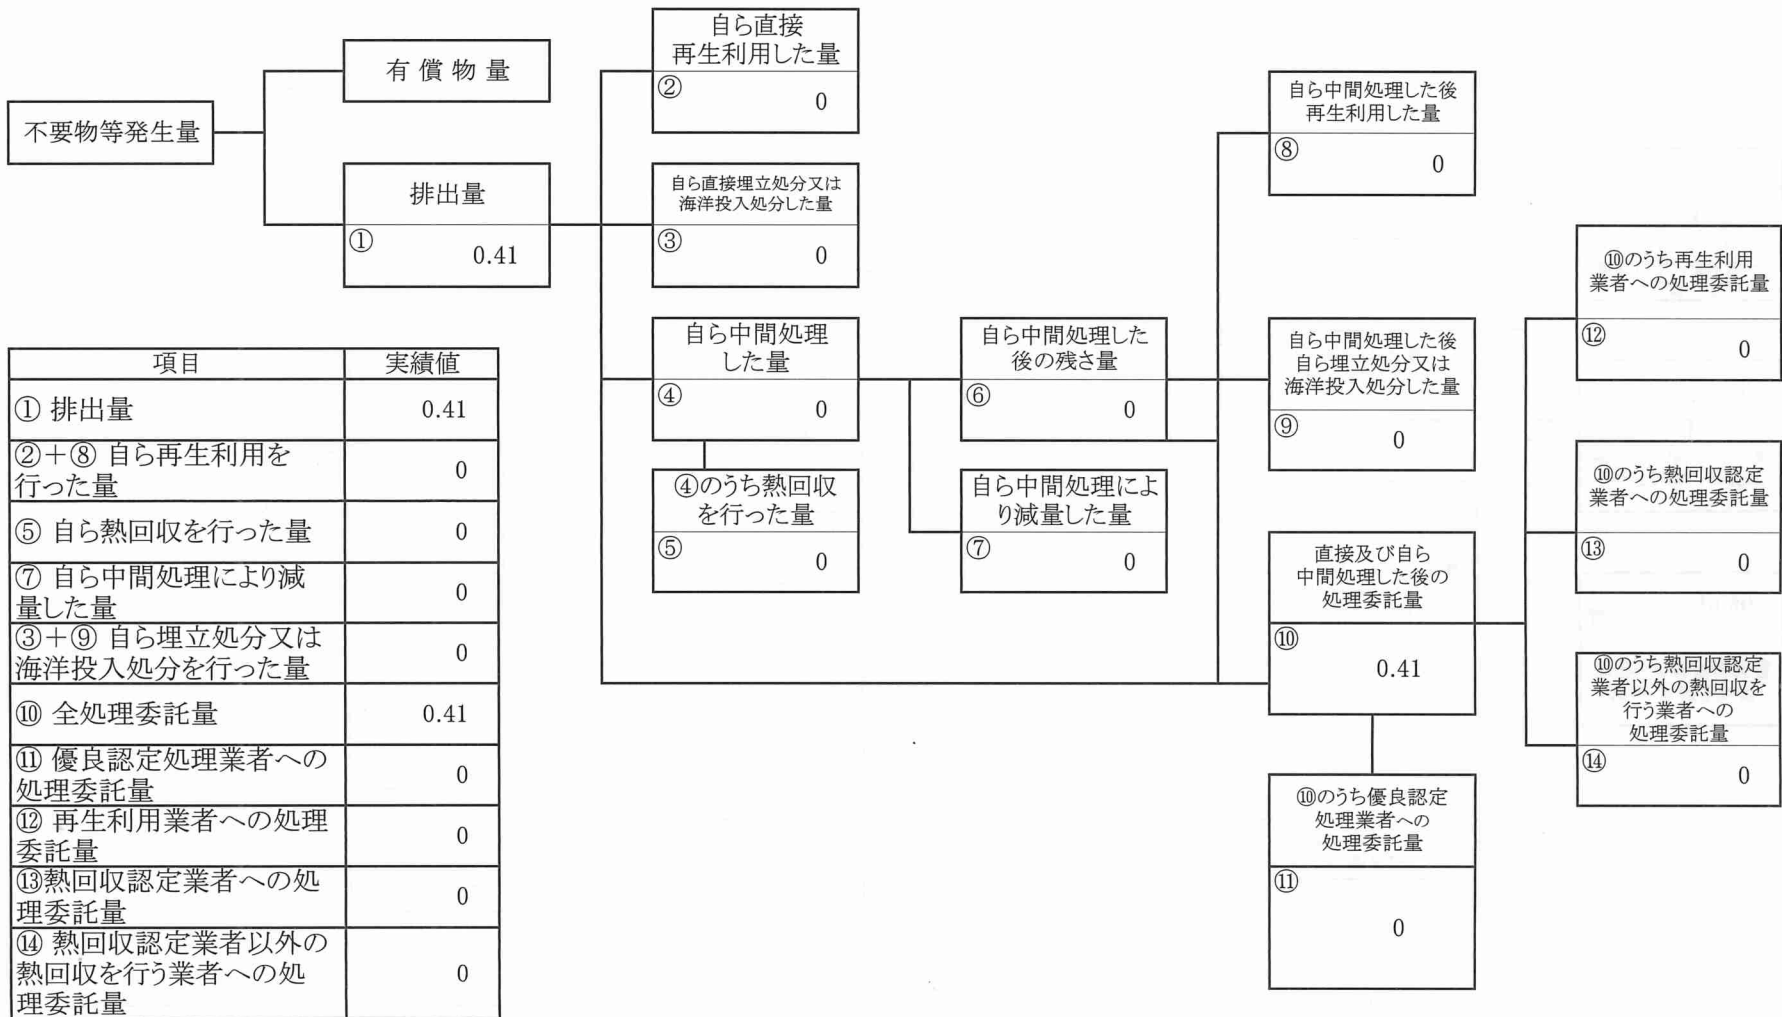 不要物等発生量
有償物量
排出量
①
0.41
自ら直接
再生利用した量
②
0
自ら直接埋立処分又は
海洋投入処分した量
③
0
自ら中間処理
した量
④
0
④のうち熱回収
を行った量
⑤
0
自ら中間処理した
後の残さ量
⑥
0
自ら中間処理によ
り減量した量
⑦
0
自ら中間処理した後
再生利用した量
⑧
0
自ら中間処理した後
自ら埋立処分又は
海洋投入処分した量
⑨
0
直接及び自ら
中間処理した後の
処理委託量
⑩
0.41
⑩のうち優良認定
処理業者への
処理委託量
⑪
0
⑩のうち再生利用
業者への処理委託量
⑫
0
⑩のうち熱回収認定
業者への処理委託量
⑬
0
⑩のうち熱回収認定
業者以外の熱回収を
行う業者への
処理委託量
⑭
0
項目 実績値
① 排出量 0.41
②+⑧ 自ら再生利用を
行った量 0
⑤ 自ら熱回収を行った量 0
⑦ 自ら中間処理により減
量した量 0
③+⑨ 自ら埋立処分又は
海洋投入処分を行った量 0
⑩ 全処理委託量 0.41
⑪ 優良認定処理業者への
処理委託量 0
⑫ 再生利用業者への処理
委託量 0
⑬熱回収認定業者への処
理委託量 0
⑭ 熱回収認定業者以外の
熱回収を行う業者への処
理委託量 0